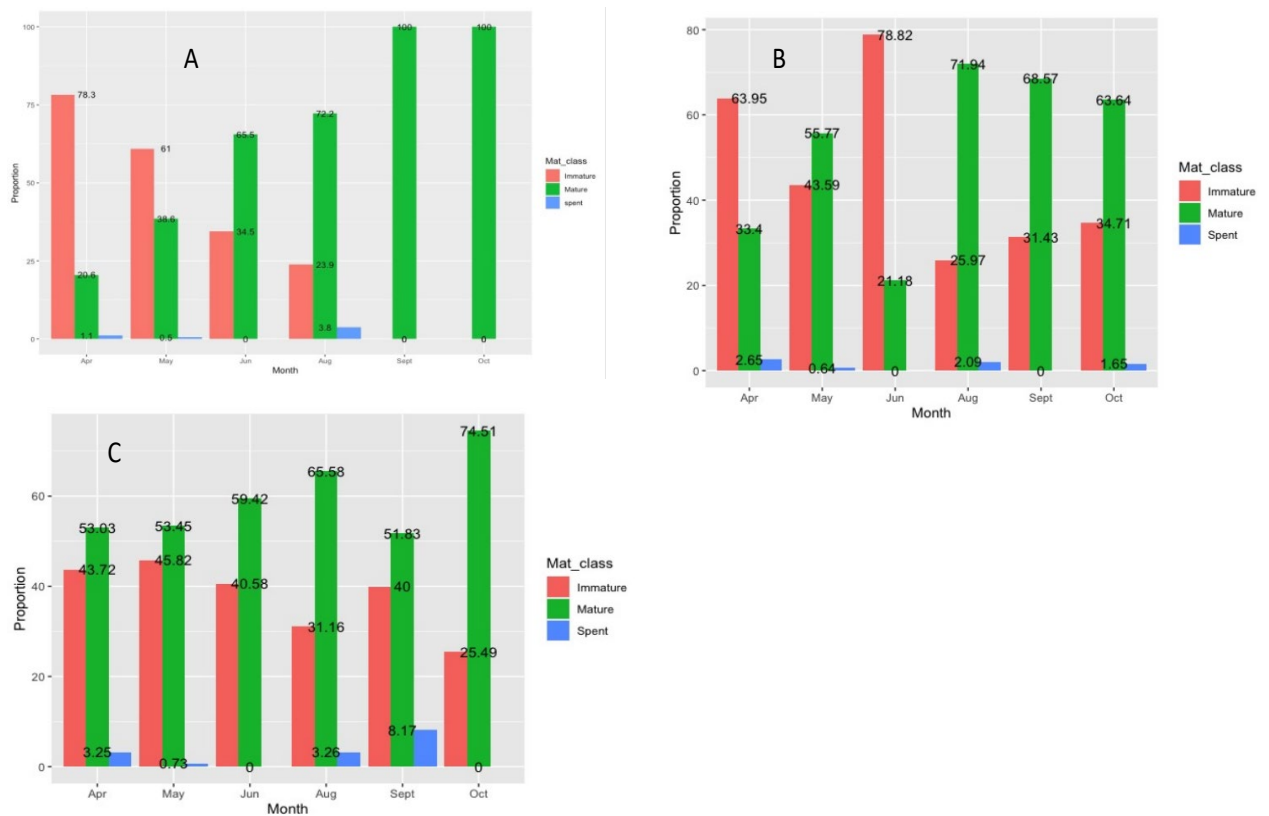 A
100
75
50
25
0
Proportion
78.3
20.6
1.1
61
38.6
0.5
34.5
65.5
0
23.9
72.2
3.8
100
0
100
0
Apr May Jun Aug Sept Oct
Month
Mat_class
Immature
Mature
spent
B
80
60
40
20
0
Proportion
63.95
33.4
2.65
43.59
55.77
0.64
78.82
21.18
0
25.97
71.94
2.09
31.43
68.57
0
34.71
63.64
1.65
Apr May Jun Aug Sept Oct
Month
Mat_class
Immature
Mature
Spent
C
60
40
20
0
Proportion
43.72
53.03
3.25
45.82
53.45
0.73
40.58
59.42
0
31.16
65.58
3.26
40
51.83
8.17
25.49
74.51
0
Apr May Jun Aug Sept Oct
Month
Mat_class
Immature
Mature
Spent